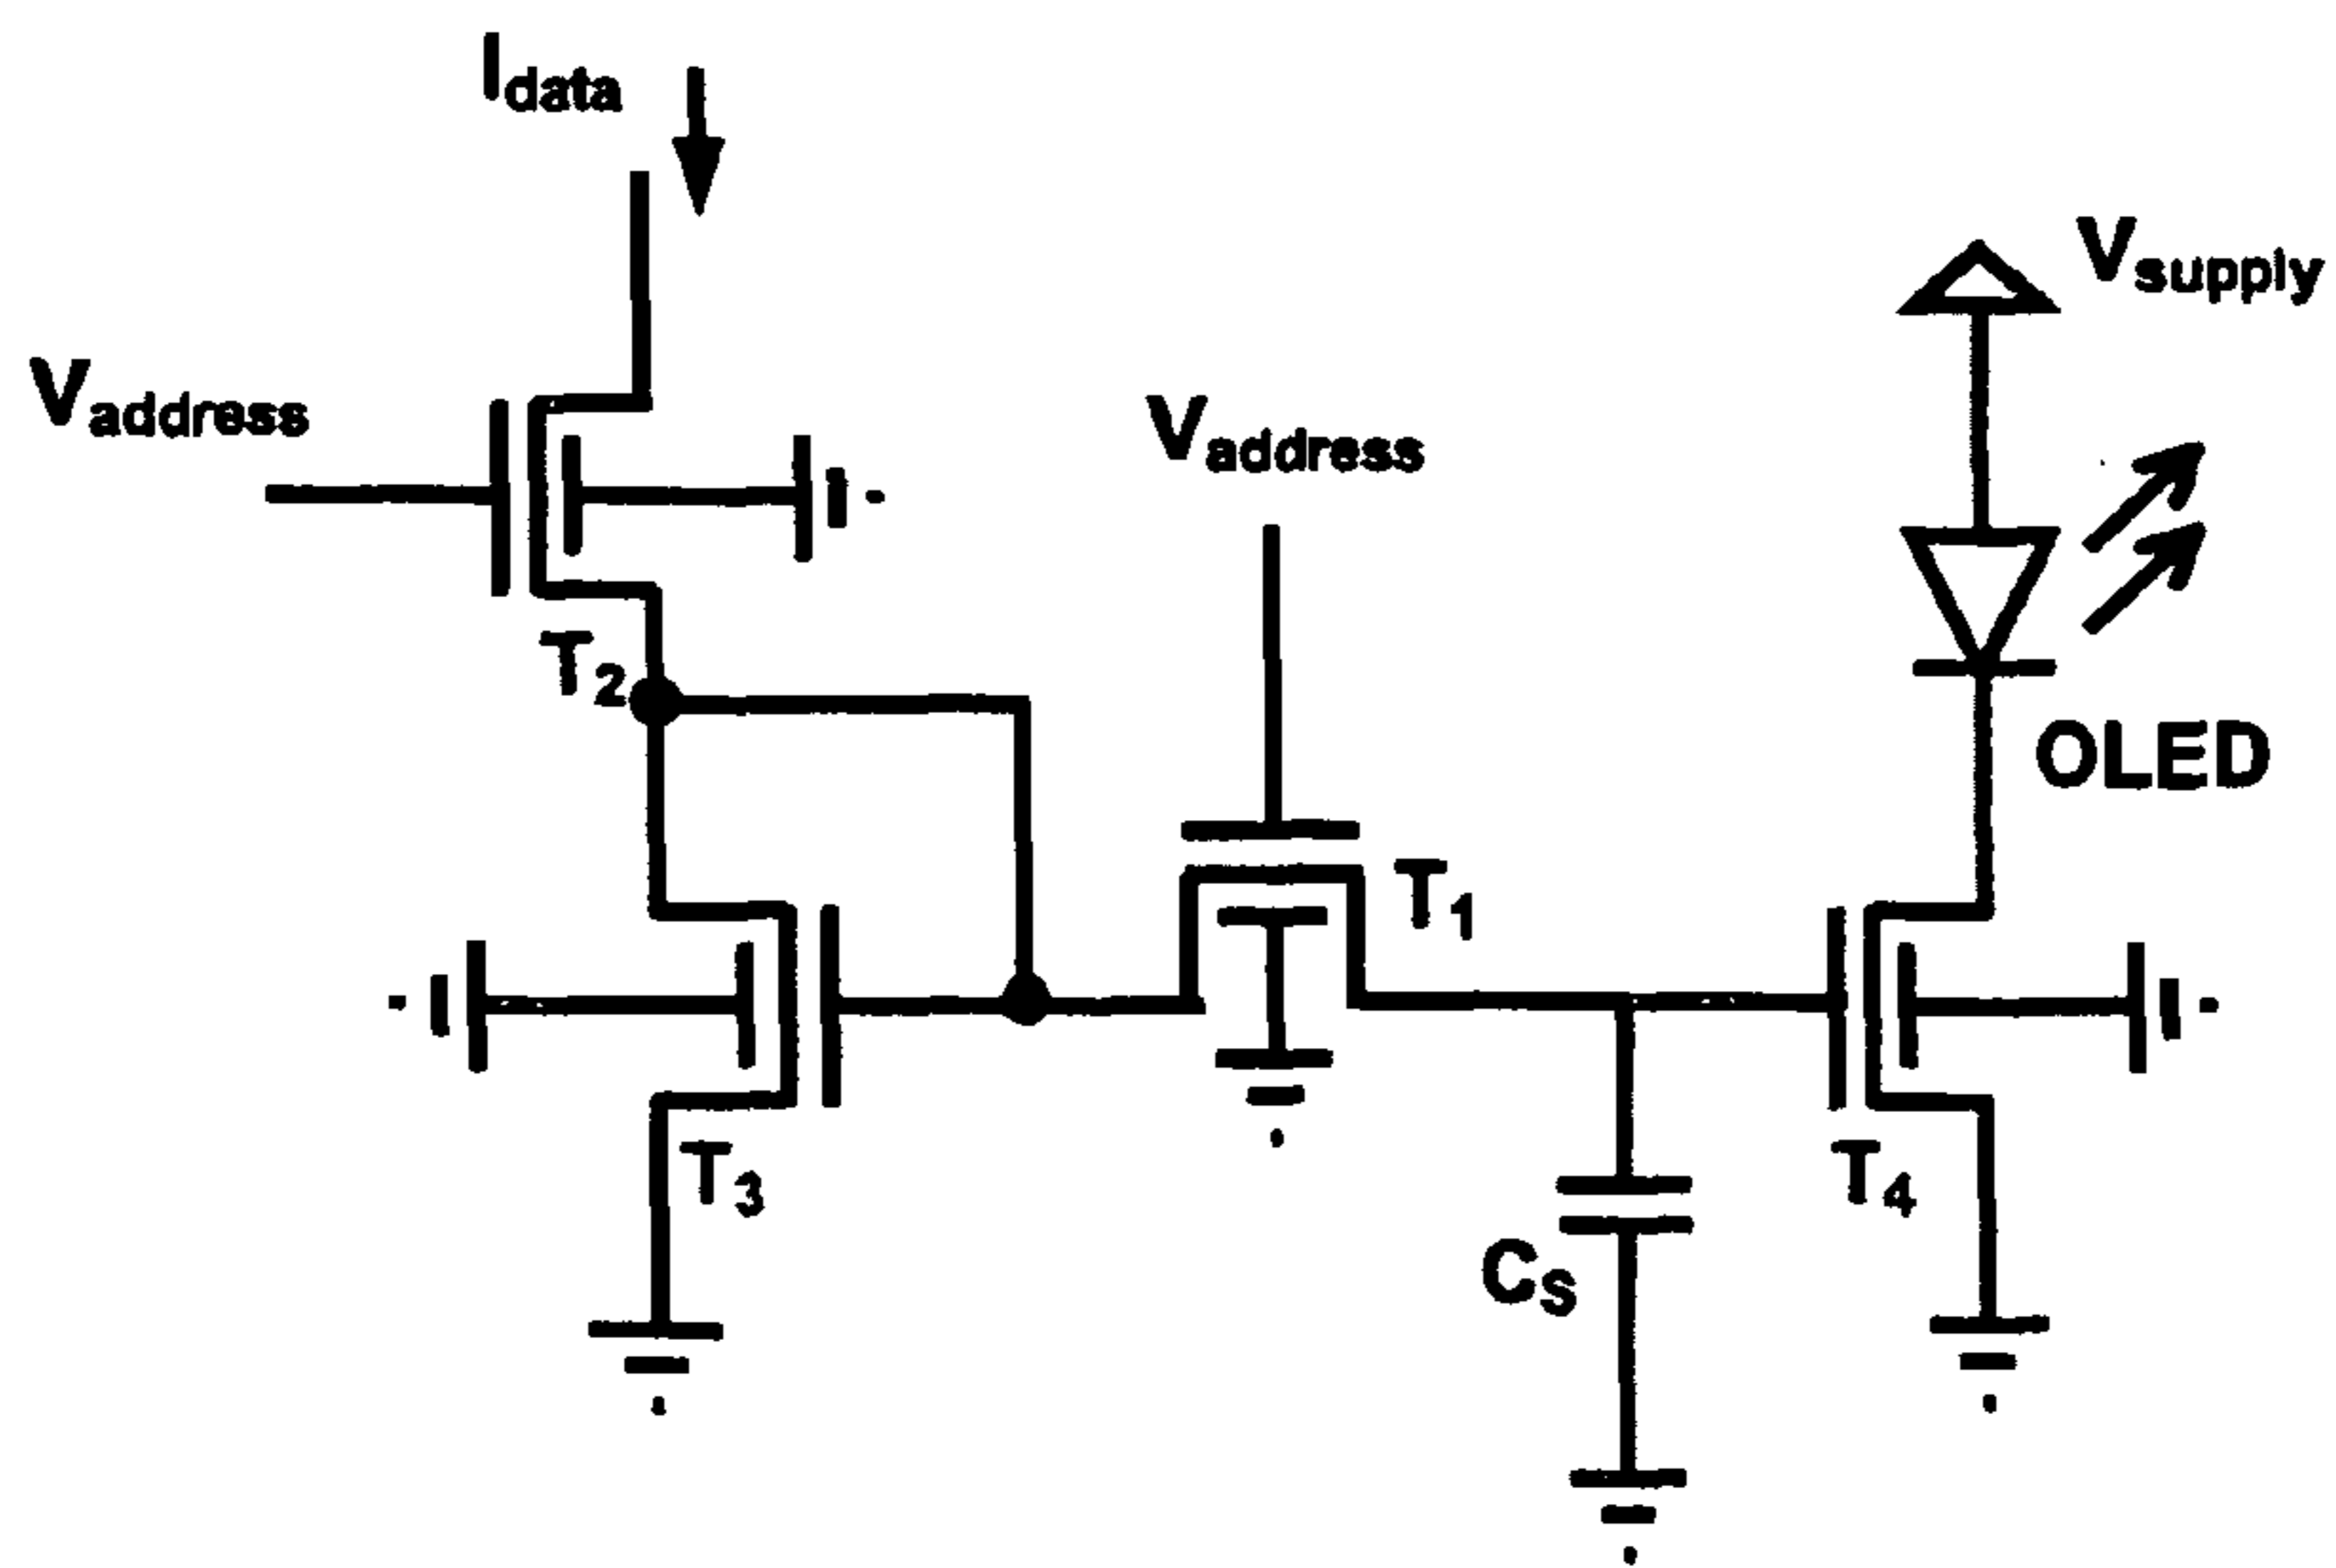 Idata
Vsupply
Vaddress
Vaddress
T2
OLED
T1
T3
T4
CS